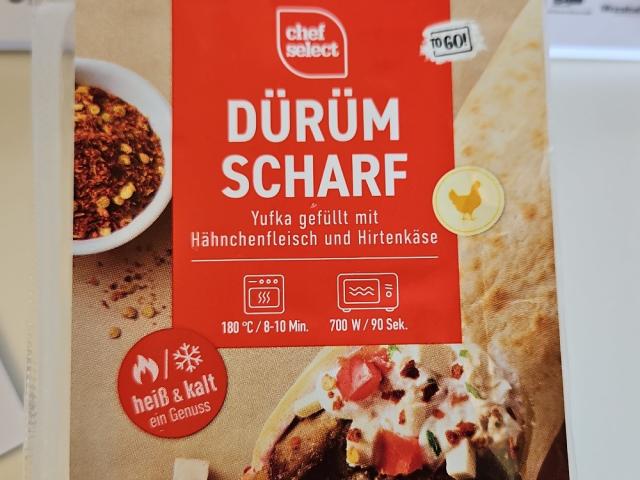 chef
select
TO GO!
DÜRÜM
SCHARF
Yufka gefüllt mit
Hähnchenfleisch und Hirtenkäse
180 °C / 8-10 Min.
700 W / 90 Sek.
heiß & kalt
ein Genuss